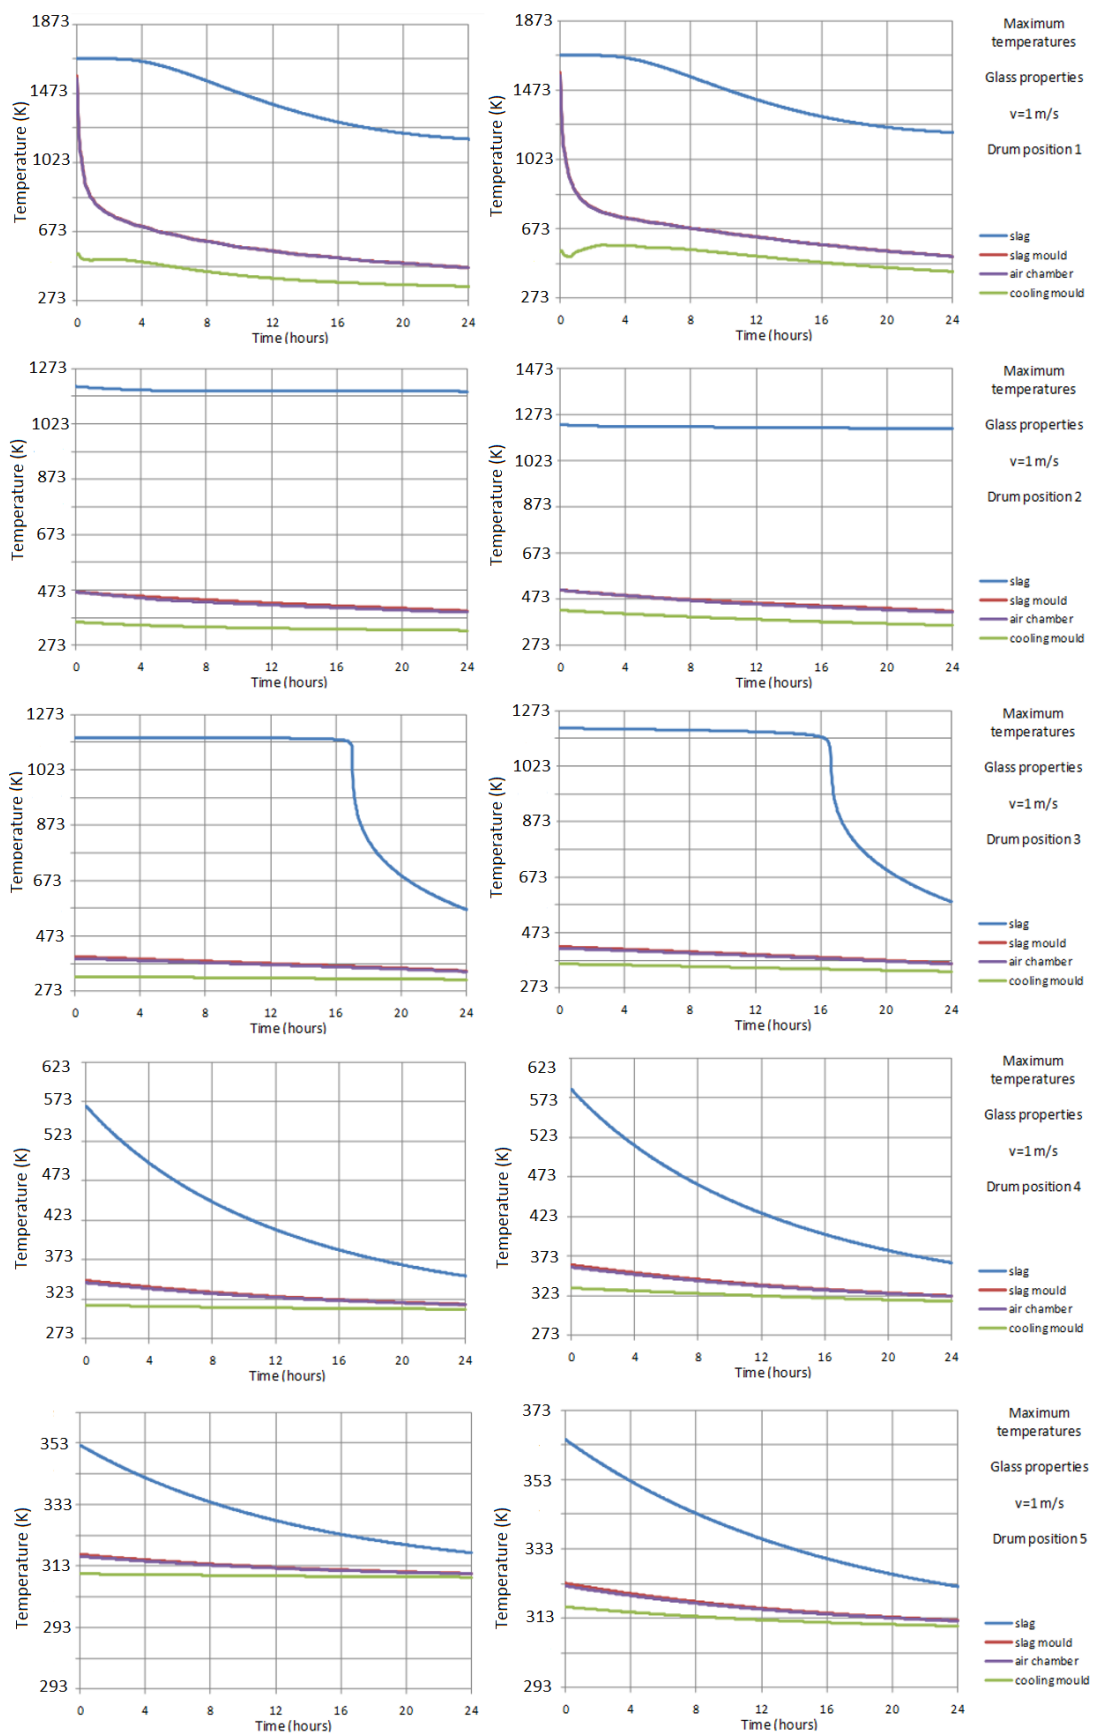 1873
1473
1023
673
273
Temperature (K)
0 4 8 12 16 20 24
Time (hours)
1873
1473
1023
673
273
Temperature (K)
0 4 8 12 16 20 24
Time (hours)
Maximum
temperatures
Glass properties
v=1 m/s
Drum position 1
slag
slag mould
air chamber
cooling mould
1273
1023
873
673
473
273
Temperature (K)
0 4 8 12 16 20 24
Time (hours)
1473
1273
1023
873
673
473
273
Temperature (K)
0 4 8 12 16 20 24
Time (hours)
Maximum
temperatures
Glass properties
v=1 m/s
Drum position 2
slag
slag mould
air chamber
cooling mould
1273
1023
873
673
473
273
Temperature (K)
0 4 8 12 16 20 24
Time (hours)
1273
1023
873
673
473
273
Temperature (K)
0 4 8 12 16 20 24
Time (hours)
Maximum
temperatures
Glass properties
v=1 m/s
Drum position 3
slag
slag mould
air chamber
cooling mould
623
573
523
473
423
373
323
273
Temperature (K)
0 4 8 12 16 20 24
Time (hours)
623
573
523
473
423
373
323
273
Temperature (K)
0 4 8 12 16 20 24
Time (hours)
Maximum
temperatures
Glass properties
v=1 m/s
Drum position 4
slag
slag mould
air chamber
cooling mould
353
333
313
293
293
Temperature (K)
0 4 8 12 16 20 24
Time (hours)
373
353
333
313
293
Temperature (K)
0 4 8 12 16 20 24
Time (hours)
Maximum
temperatures
Glass properties
v=1 m/s
Drum position 5
slag
slag mould
air chamber
cooling mould